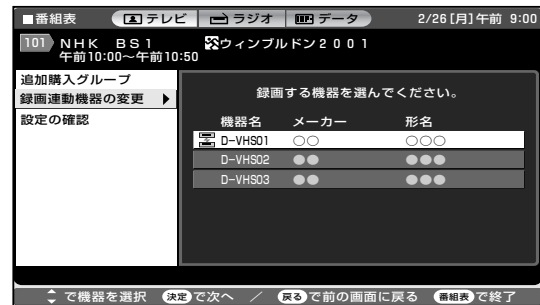 ■番組表 テレビ ラジオ データ 2/26[月]午前 9:00
101 NHK BS1 ウィンブルドン2001
午前10:00～午前10:50
追加購入グループ
録画連動機器の変更 ▶
設定の確認
録画する機器を選んでください。
機器名 メーカー 形名
D-VHS01 ○○ ○○○
D-VHS02 ●● ●●●
D-VHS03 ●● ●●●
で機器を選択 決定で次へ ／ 戻るで前の画面に戻る 番組表で終了